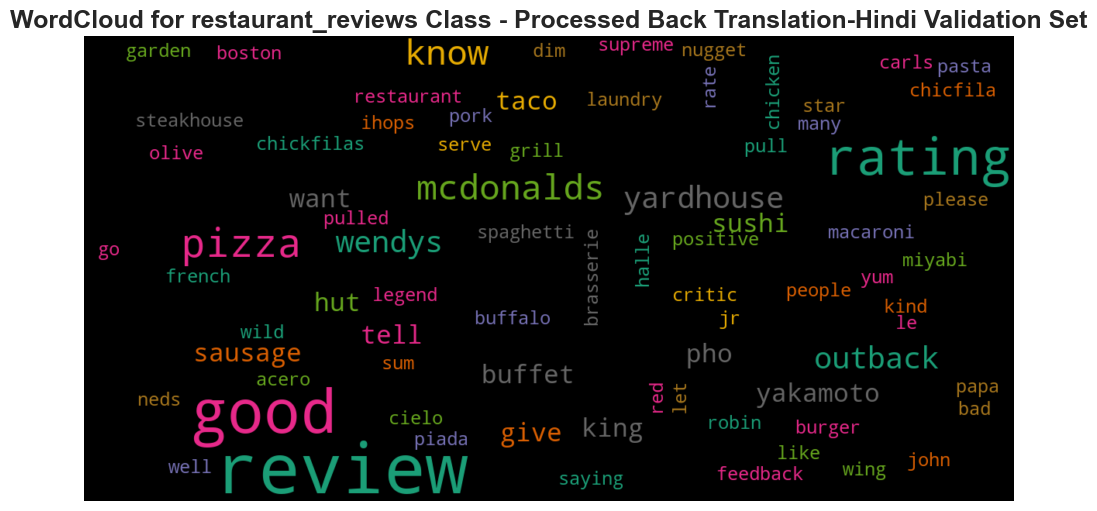 WordCloud for restaurant_reviews Class - Processed Back Translation-Hindi Validation Set
garden boston know dim supreme nugget carls pasta
restaurant taco laundry rate chicken star chicfila
steakhouse ihops pork many
olive chickfilas serve grill pull rating
want mcdonalds yardhouse please
pulled sushi
go pizza wendys spaghetti brasserie halle positive macaroni
french miyabi
hut legend critic people yum kind
wild tell buffalo jr le
sausage sum pho outback
acero buffet yakamoto papa
neds good cielo red let bad
piada give king robin burger
well review saying feedback like wing john